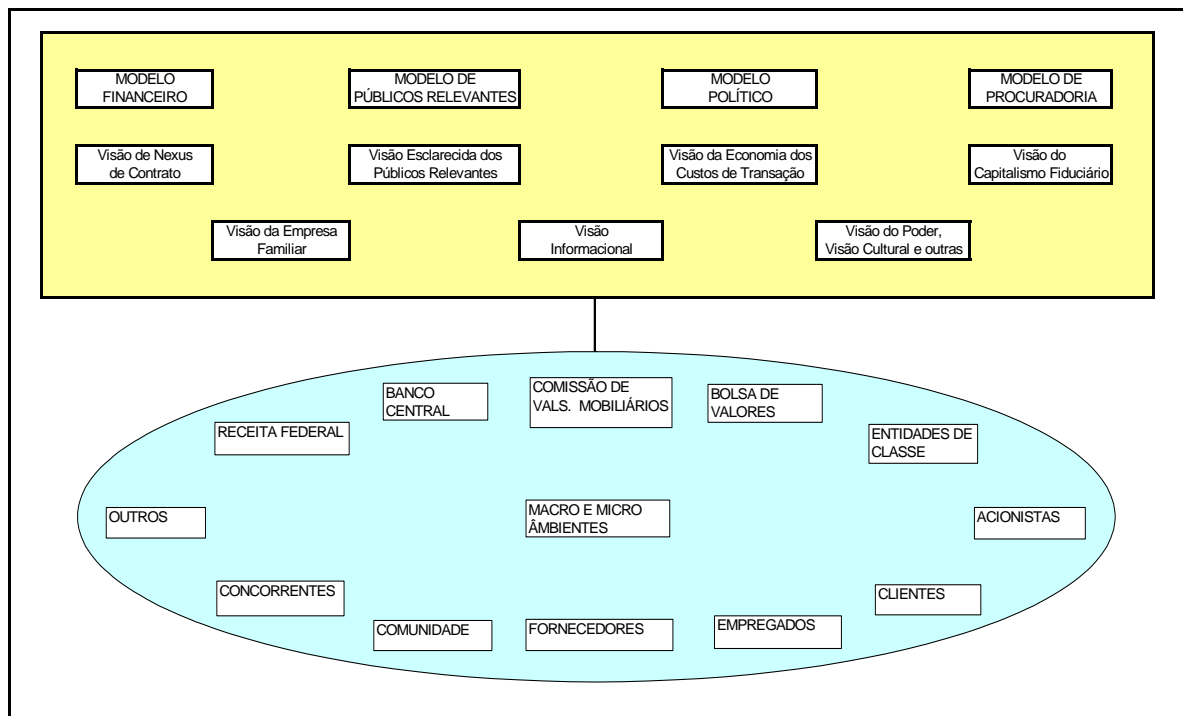 MODELO
FINANCEIRO
MODELO DE
PÚBLICOS RELEVANTES
MODELO
POLÍTICO
MODELO DE
PROCURADORIA
Visão de Nexus
de Contrato
Visão Esclarecida dos
Públicos Relevantes
Visão da Economia dos
Custos de Transação
Visão do
Capitalismo Fiduciário
Visão da Empresa
Familiar
Visão
Informacional
Visão do Poder,
Visão Cultural e outras
BANCO
CENTRAL
COMISSÃO DE
VALS. MOBILIÁRIOS
BOLSA DE
VALORES
RECEITA FEDERAL
ENTIDADES DE
CLASSE
OUTROS
MACRO E MICRO
ÂMBIENTES
ACIONISTAS
CONCORRENTES
CLIENTES
COMUNIDADE
FORNECEDORES
EMPREGADOS